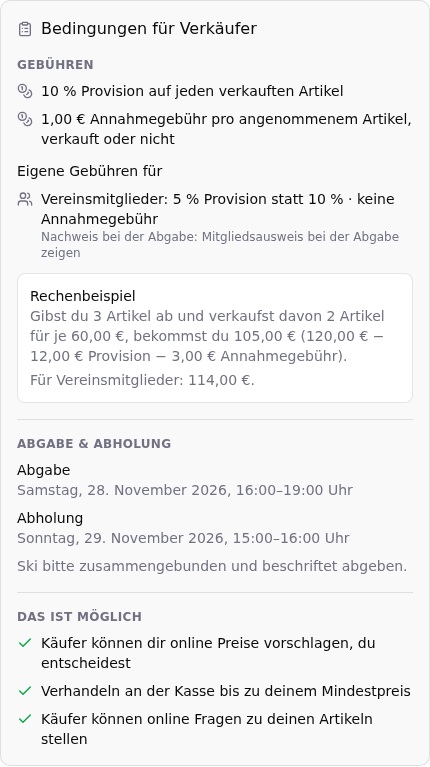 Bedingungen für Verkäufer
GEBÜHREN
10 % Provision auf jeden verkauften Artikel
1,00 € Annahmegebühr pro angenommenem Artikel,
verkauft oder nicht
Eigene Gebühren für
Vereinsmitglieder: 5 % Provision statt 10 % · keine
Annahmegebühr
Nachweis bei der Abgabe: Mitgliedsausweis bei der Abgabe
zeigen
Rechenbeispiel
Gibst du 3 Artikel ab und verkaufst davon 2 Artikel
für je 60,00 €, bekommst du 105,00 € (120,00 € −
12,00 € Provision − 3,00 € Annahmegebühr).
Für Vereinsmitglieder: 114,00 €.
ABGABE & ABHOLUNG
Abgabe
Samstag, 28. November 2026, 16:00–19:00 Uhr
Abholung
Sonntag, 29. November 2026, 15:00–16:00 Uhr
Ski bitte zusammengebunden und beschriftet abgeben.
DAS IST MÖGLICH
Käufer können dir online Preise vorschlagen, du
entscheidest
Verhandeln an der Kasse bis zu deinem Mindestpreis
Käufer können online Fragen zu deinen Artikeln
stellen